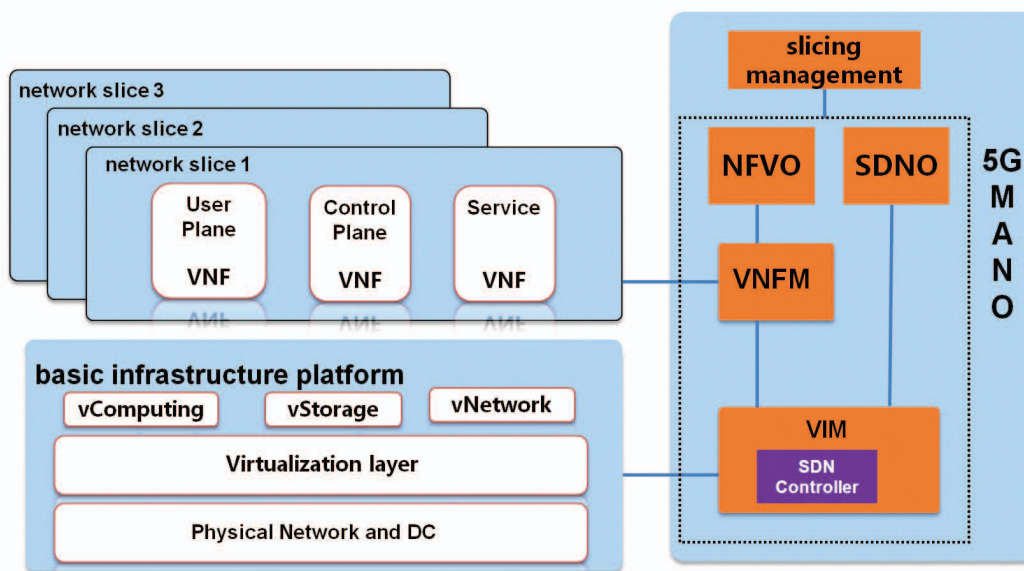 network slice 3
network slice 2
network slice 1
User
Plane
VNF
Control
Plane
VNF
Service
VNF
basic infrastructure platform
vComputing
vStorage
vNetwork
Virtualization layer
Physical Network and DC
slicing
management
NFVO
SDNO
VNFM
VIM
SDN
Controller
5G
M
A
N
O